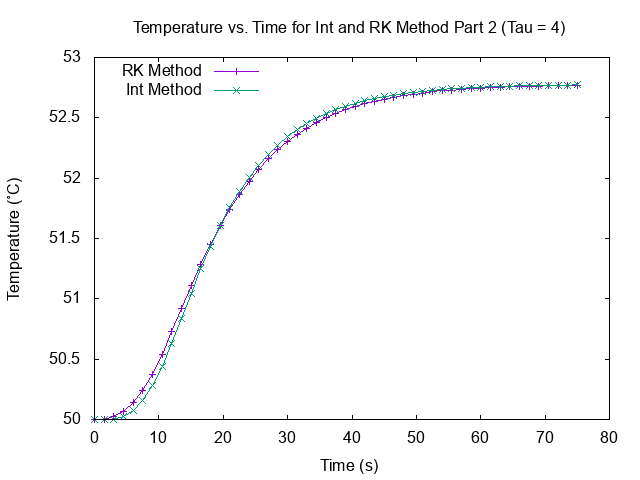 Temperature vs. Time for Int and RK Method Part 2 (Tau = 4)
53
RK Method
Int Method
52.5
52
51.5
51
50.5
50
Temperature (°C)
0 10 20 30 40 50 60 70 80
Time (s)